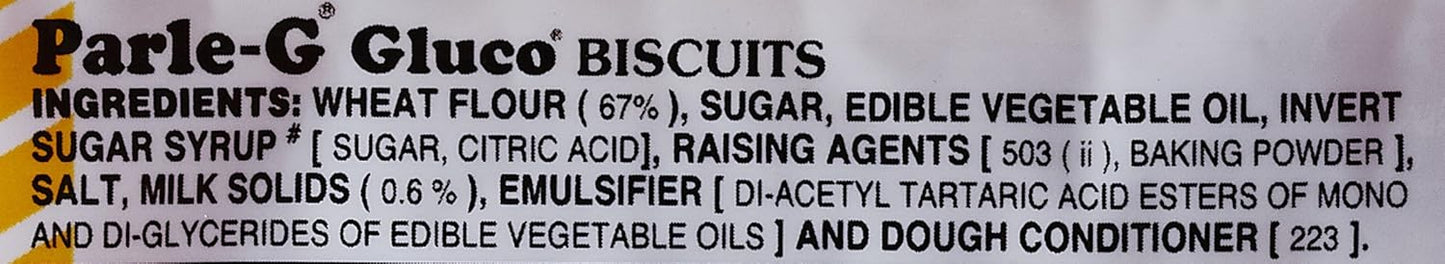 Parle-G® Gluco® BISCUITS
INGREDIENTS: WHEAT FLOUR ( 67% ), SUGAR, EDIBLE VEGETABLE OIL, INVERT
SUGAR SYRUP # [ SUGAR, CITRIC ACID], RAISING AGENTS [ 503 ( ii ), BAKING POWDER ],
SALT, MILK SOLIDS ( 0.6 % ), EMULSIFIER [ DI-ACETYL TARTARIC ACID ESTERS OF MONO
AND DI-GLYCERIDES OF EDIBLE VEGETABLE OILS ] AND DOUGH CONDITIONER [ 223 ].